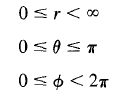 0 ≤ r < ∞
0 ≤ θ ≤ π
0 ≤ ϕ < 2π